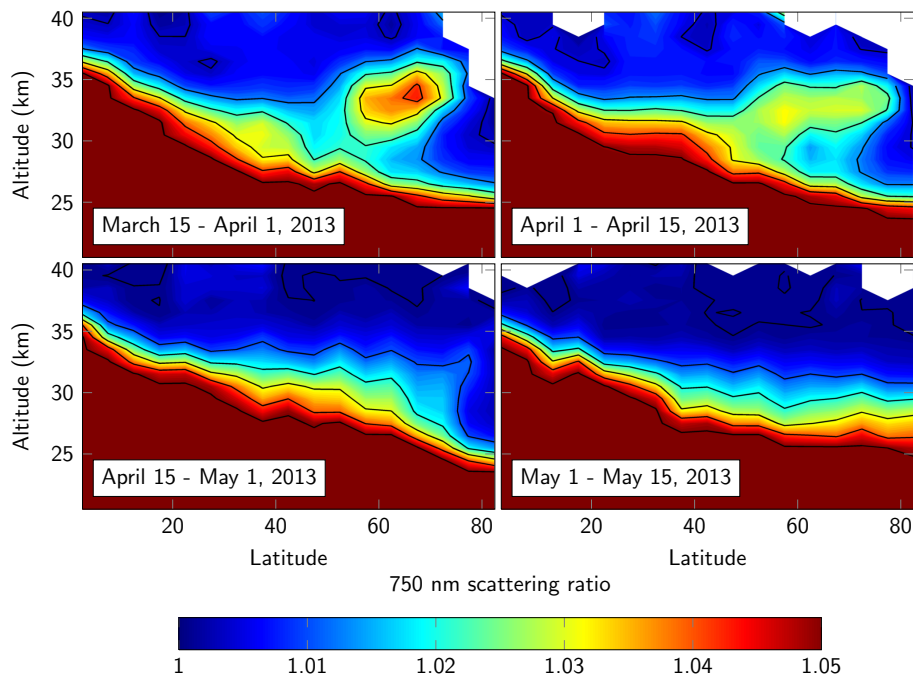 40
35
30
25
Altitude (km)
March 15 - April 1, 2013
April 1 - April 15, 2013
40
35
30
25
Altitude (km)
April 15 - May 1, 2013
May 1 - May 15, 2013
20 40 60 80 20 40 60 80
Latitude Latitude
750 nm scattering ratio
1 1.01 1.02 1.03 1.04 1.05